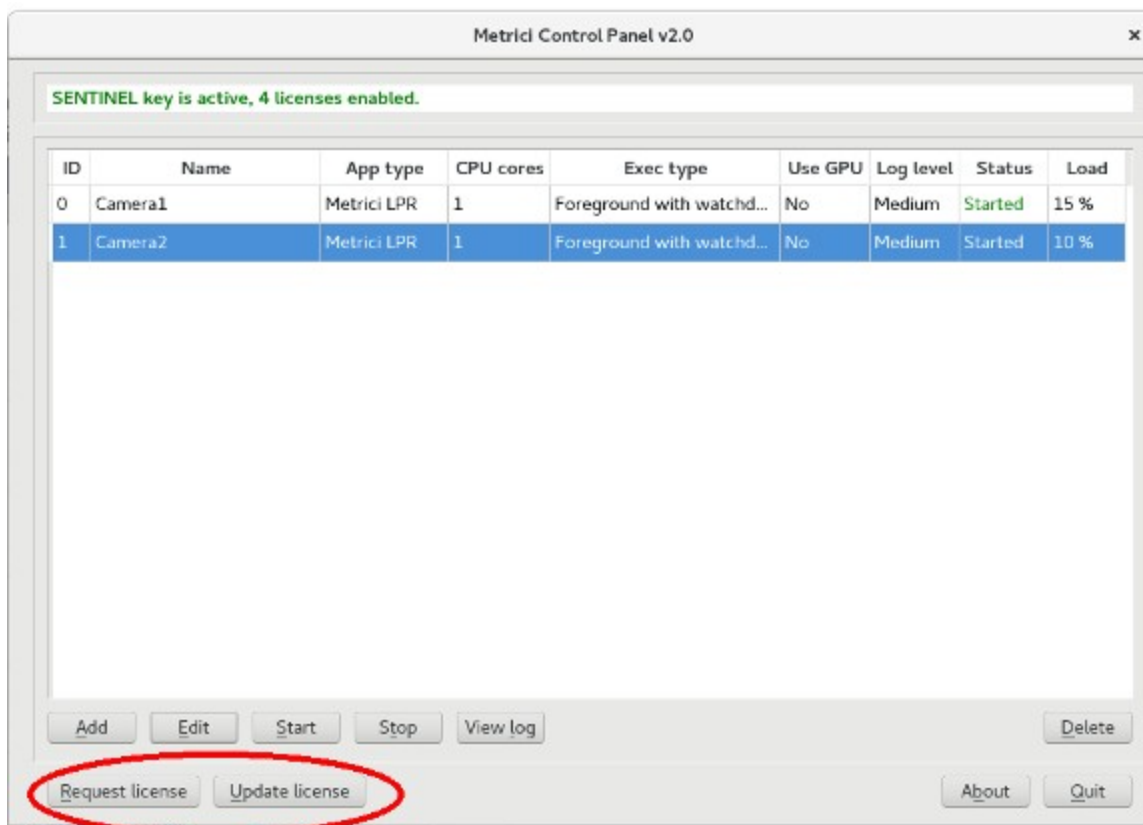 Metrici Control Panel v2.0 ×
SENTINEL key is active, 4 licenses enabled.
ID Name App type CPU cores Exec type Use GPU Log level Status Load
0 Camera1 Metrici LPR 1 Foreground with watchd... No Medium Started 15 %
1 Camera2 Metrici LPR 1 Foreground with watchd... No Medium Started 10 %
Add Edit Start Stop View log Delete
Request license Update license About Quit